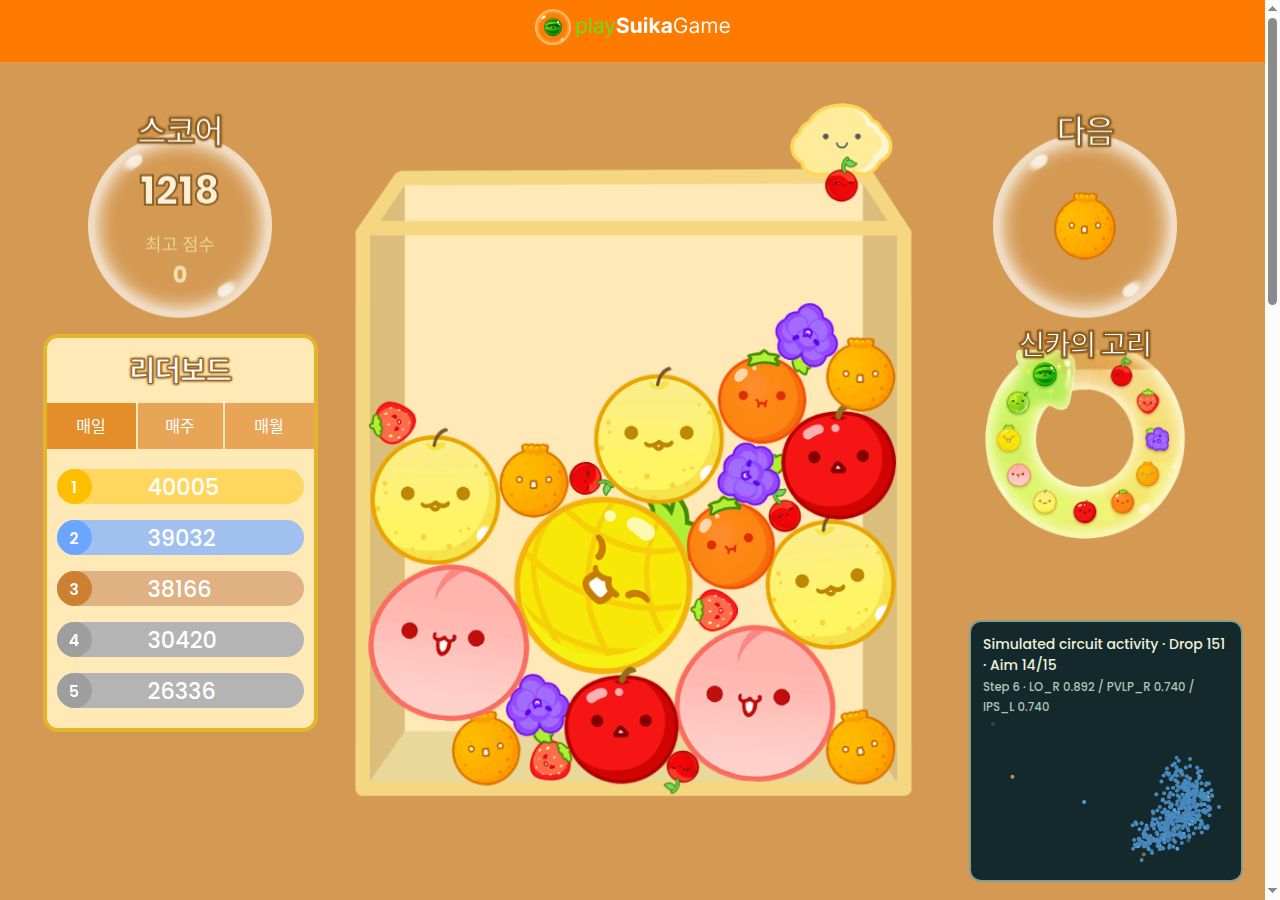 playSuikaGame
스코어
1218
최고 점수
0
다음
리더보드
매일 매주 매월
1 40005
2 39032
3 38166
4 30420
5 26336
신카의 고리
Simulated circuit activity · Drop 151
· Aim 14/15
Step 6 · LO_R 0.892 / PVLP_R 0.740 /
IPS_L 0.740